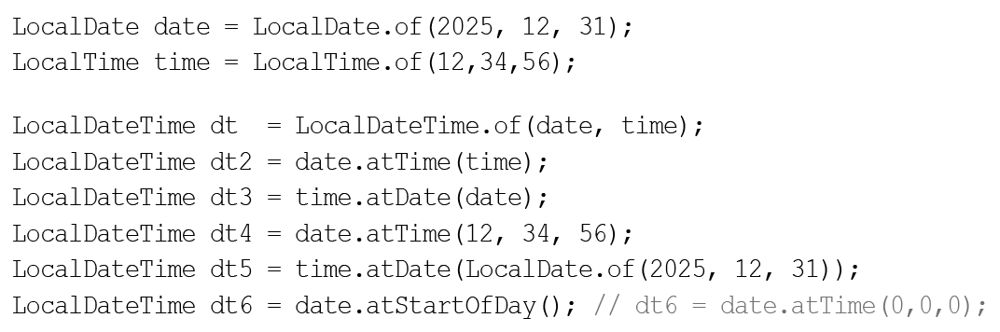 LocalDate date = LocalDate.of(2025, 12, 31);
LocalTime time = LocalTime.of(12,34,56);
LocalDateTime dt  = LocalDateTime.of(date, time);
LocalDateTime dt2 = date.atTime(time);
LocalDateTime dt3 = time.atDate(date);
LocalDateTime dt4 = date.atTime(12, 34, 56);
LocalDateTime dt5 = time.atDate(LocalDate.of(2025, 12, 31));
LocalDateTime dt6 = date.atStartOfDay(); // dt6 = date.atTime(0,0,0);